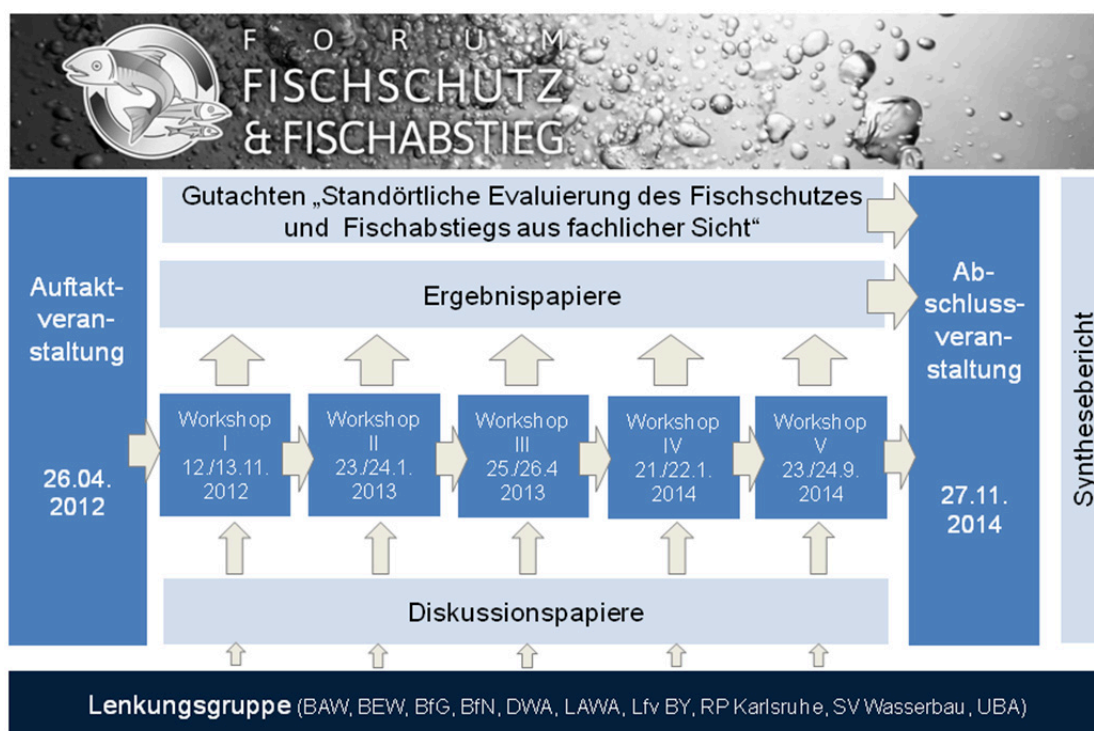 FORUM
FISCHSCHUTZ
& FISCHABSTIEG
Gutachten „Standörtliche Evaluierung des Fischschutzes
und Fischabstiegs aus fachlicher Sicht“
Ergebnispapiere
Auftakt-
veran-
staltung
26.04.
2012
Workshop
I
12./13.11.
2012
Workshop
II
23./24.1.
2013
Workshop
III
25./26.4
2013
Workshop
IV
21./22.1.
2014
Workshop
V
23./24.9.
2014
Ab-
schluss-
veran-
staltung
27.11.
2014
Synthesebericht
Diskussionspapiere
Lenkungsgruppe (BAW, BEW, BfG, BfN, DWA, LAWA, Lfv BY, RP Karlsruhe, SV Wasserbau, UBA)